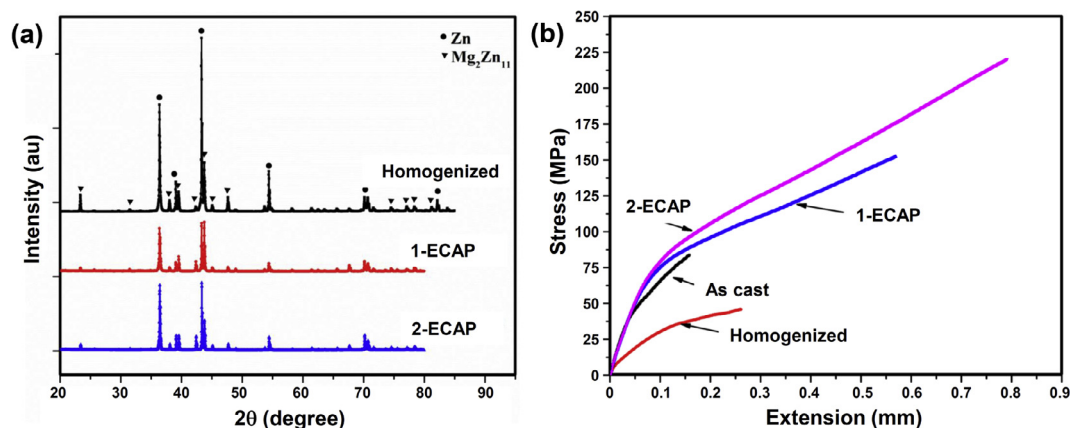 (a)
● Zn
▼ Mg₂Zn₁₁
Homogenized
1-ECAP
2-ECAP
Intensity (au)
20 30 40 50 60 70 80 90
2θ (degree)
(b)
250
225
200
175
150
125
100
75
50
25
0
Stress (MPa)
2-ECAP
1-ECAP
As cast
Homogenized
0 0.1 0.2 0.3 0.4 0.5 0.6 0.7 0.8 0.9
Extension (mm)